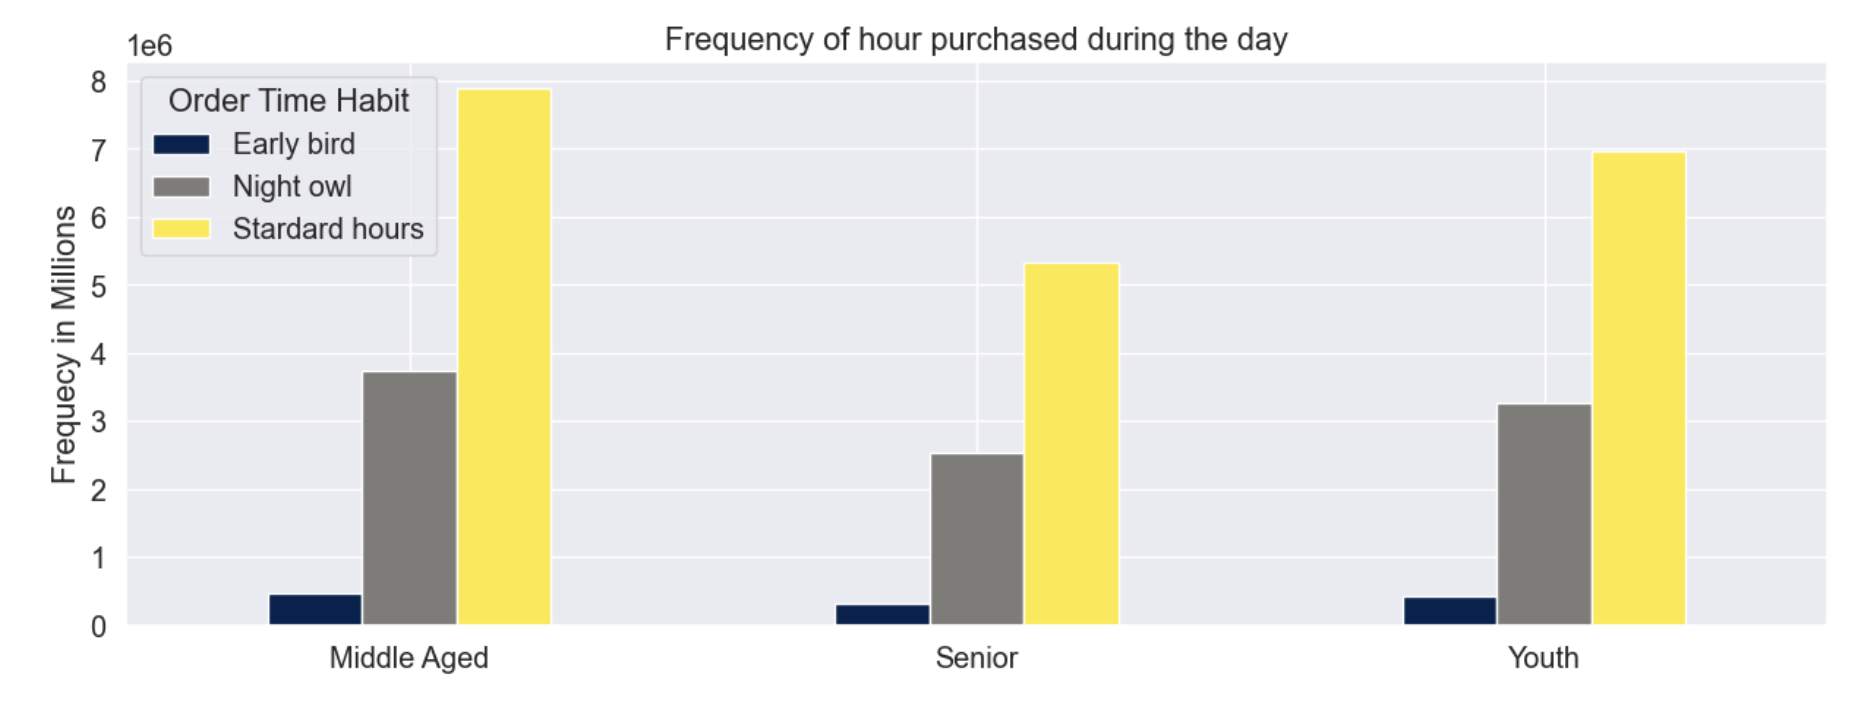 Frequency of hour purchased during the day
1e6
8
7
6
5
4
3
2
1
0
Frequecy in Millions
Order Time Habit
Early bird
Night owl
Stardard hours
Middle Aged
Senior
Youth